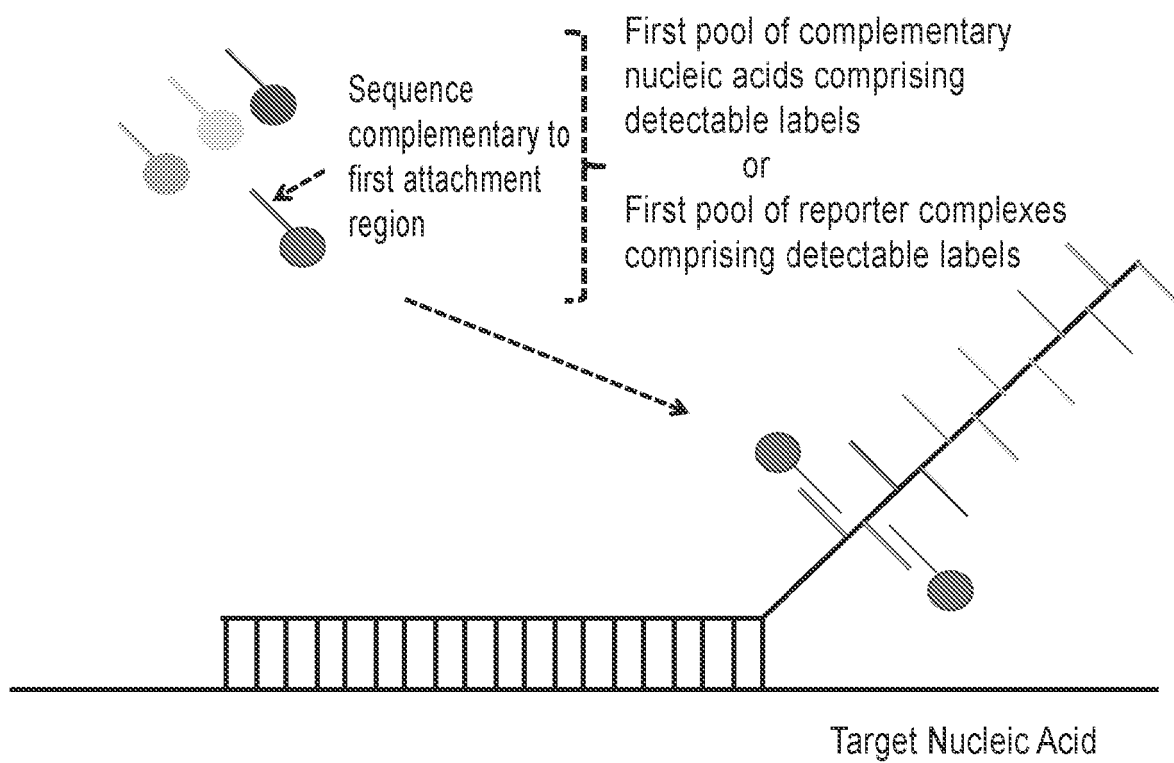 Sequence
complementary to
first attachment
region
First pool of complementary
nucleic acids comprising
detectable labels
or
First pool of reporter complexes
comprising detectable labels
Target Nucleic Acid